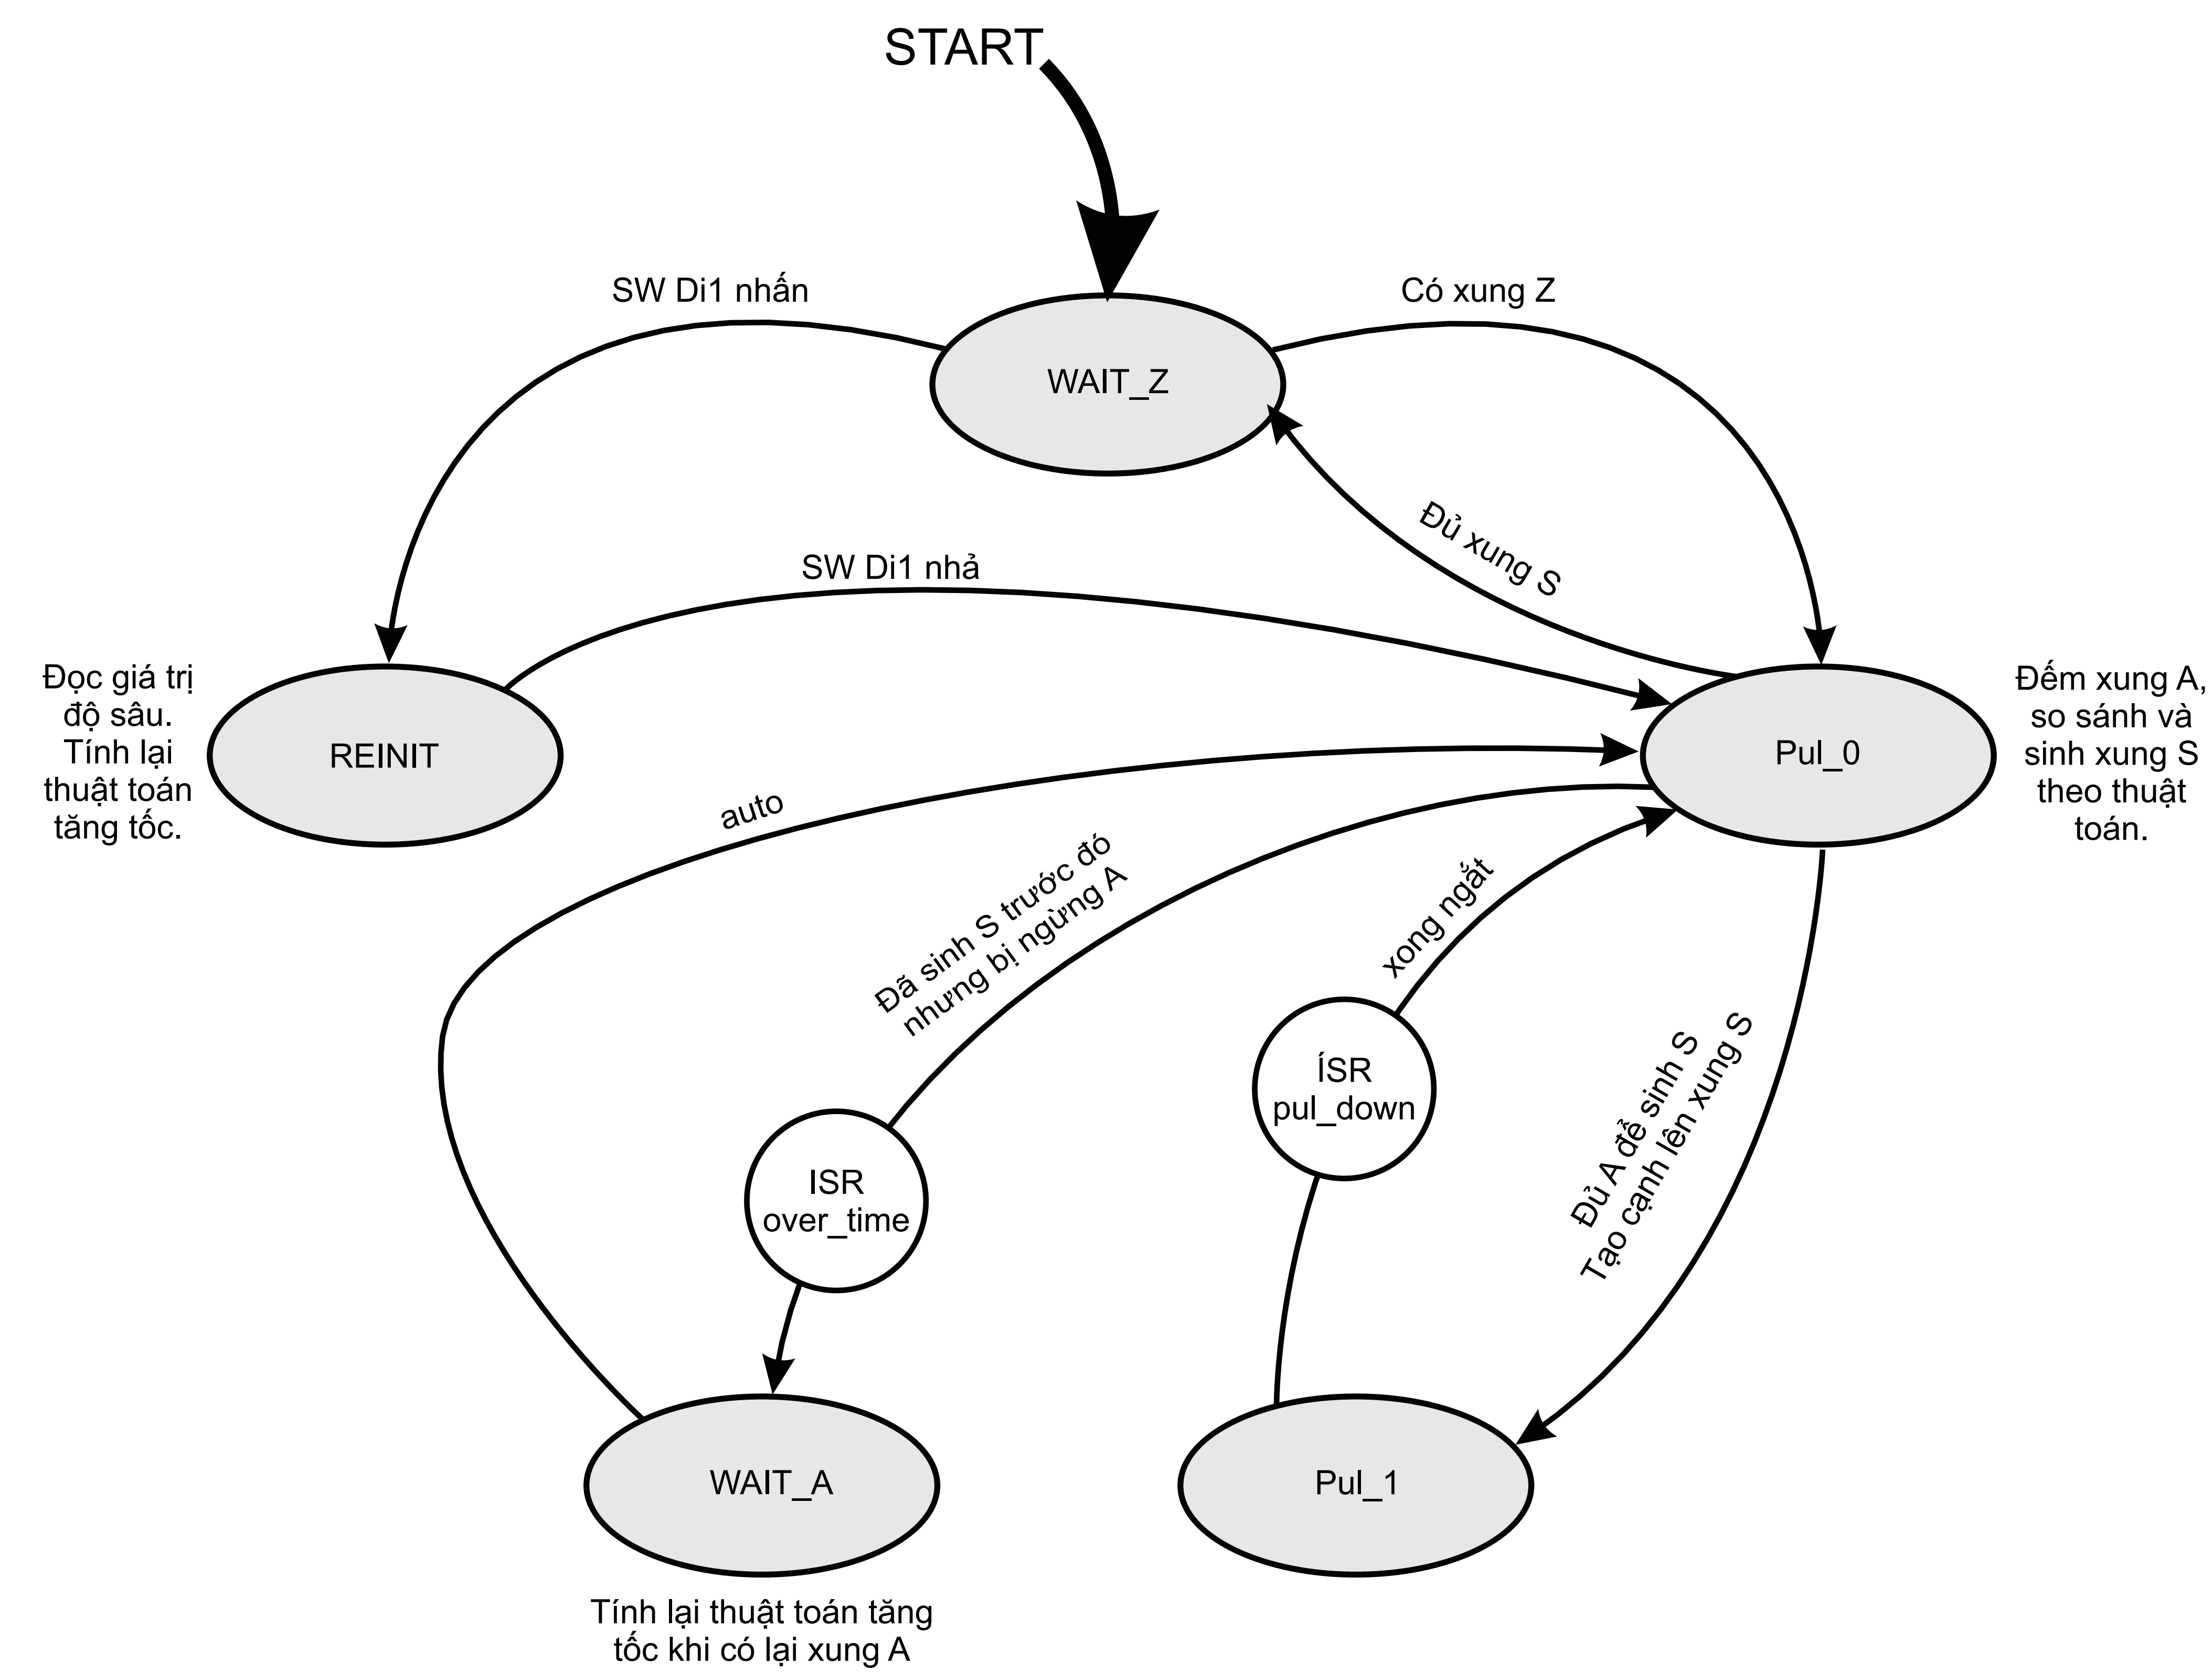 START
SW Di1 nhấn
Có xung Z
WAIT_Z
Đủ xung S
SW Di1 nhả
Đọc giá trị
độ sâu.
Tính lại
thuật toán
tăng tốc.
REINIT
Pul_0
Đếm xung A,
so sánh và
sinh xung S
theo thuật
toán.
auto
Đã sinh S trước đó
nhưng bị ngừng A
xong ngắt
ÍSR
pul_down
Đủ A để sinh S
Tạo cạnh lên xung S
ISR
over_time
WAIT_A
Pul_1
Tính lại thuật toán tăng
tốc khi có lại xung A